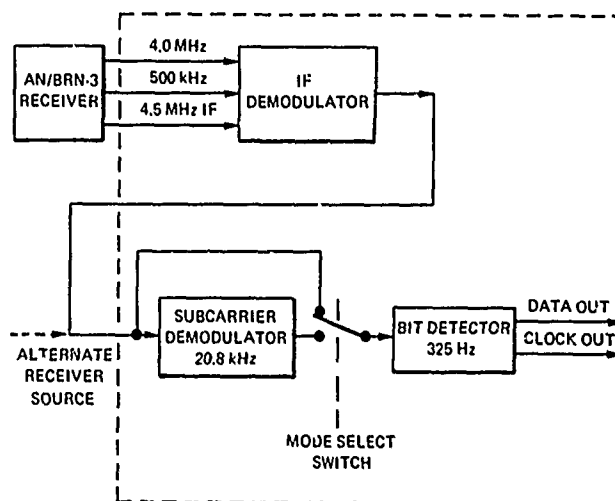 AN/BRN-3
RECEIVER
4.0 MHz
500 kHz
4.5 MHz IF
IF
DEMODULATOR
ALTERNATE
RECEIVER
SOURCE
SUBCARRIER
DEMODULATOR
20.8 kHz
MODE SELECT
SWITCH
BIT DETECTOR
325 Hz
DATA OUT
CLOCK OUT